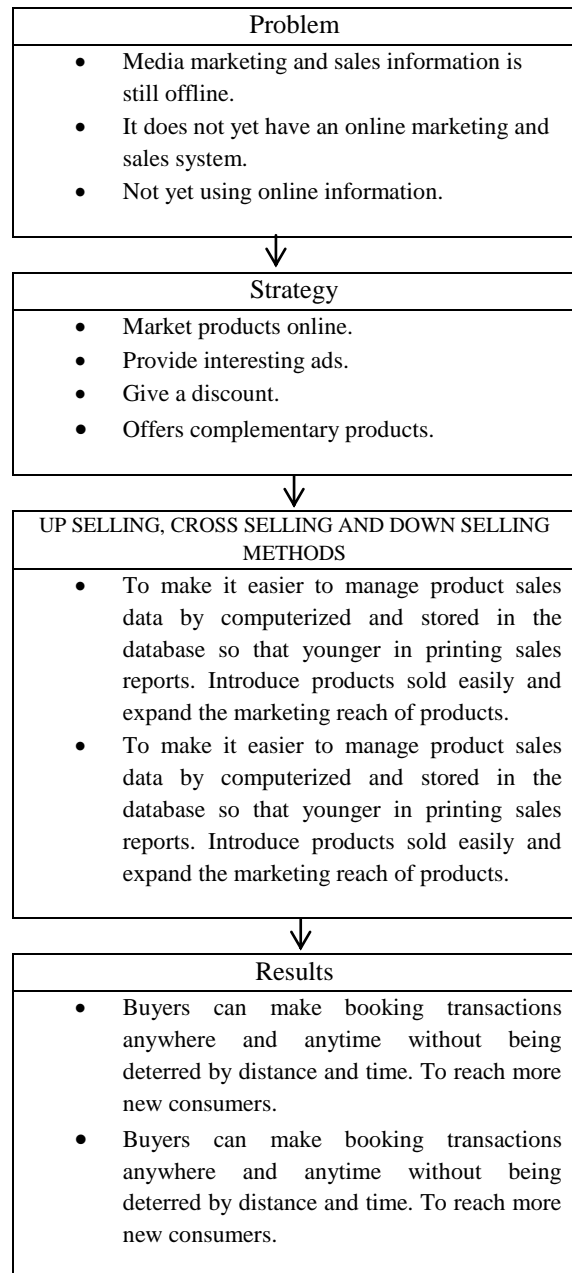 Problem
• Media marketing and sales information is
still offline.
• It does not yet have an online marketing and
sales system.
• Not yet using online information.
Strategy
• Market products online.
• Provide interesting ads.
• Give a discount.
• Offers complementary products.
UP SELLING, CROSS SELLING AND DOWN SELLING
METHODS
• To make it easier to manage product sales
data by computerized and stored in the
database so that younger in printing sales
reports. Introduce products sold easily and
expand the marketing reach of products.
• To make it easier to manage product sales
data by computerized and stored in the
database so that younger in printing sales
reports. Introduce products sold easily and
expand the marketing reach of products.
Results
• Buyers can make booking transactions
anywhere and anytime without being
deterred by distance and time. To reach more
new consumers.
• Buyers can make booking transactions
anywhere and anytime without being
deterred by distance and time. To reach more
new consumers.